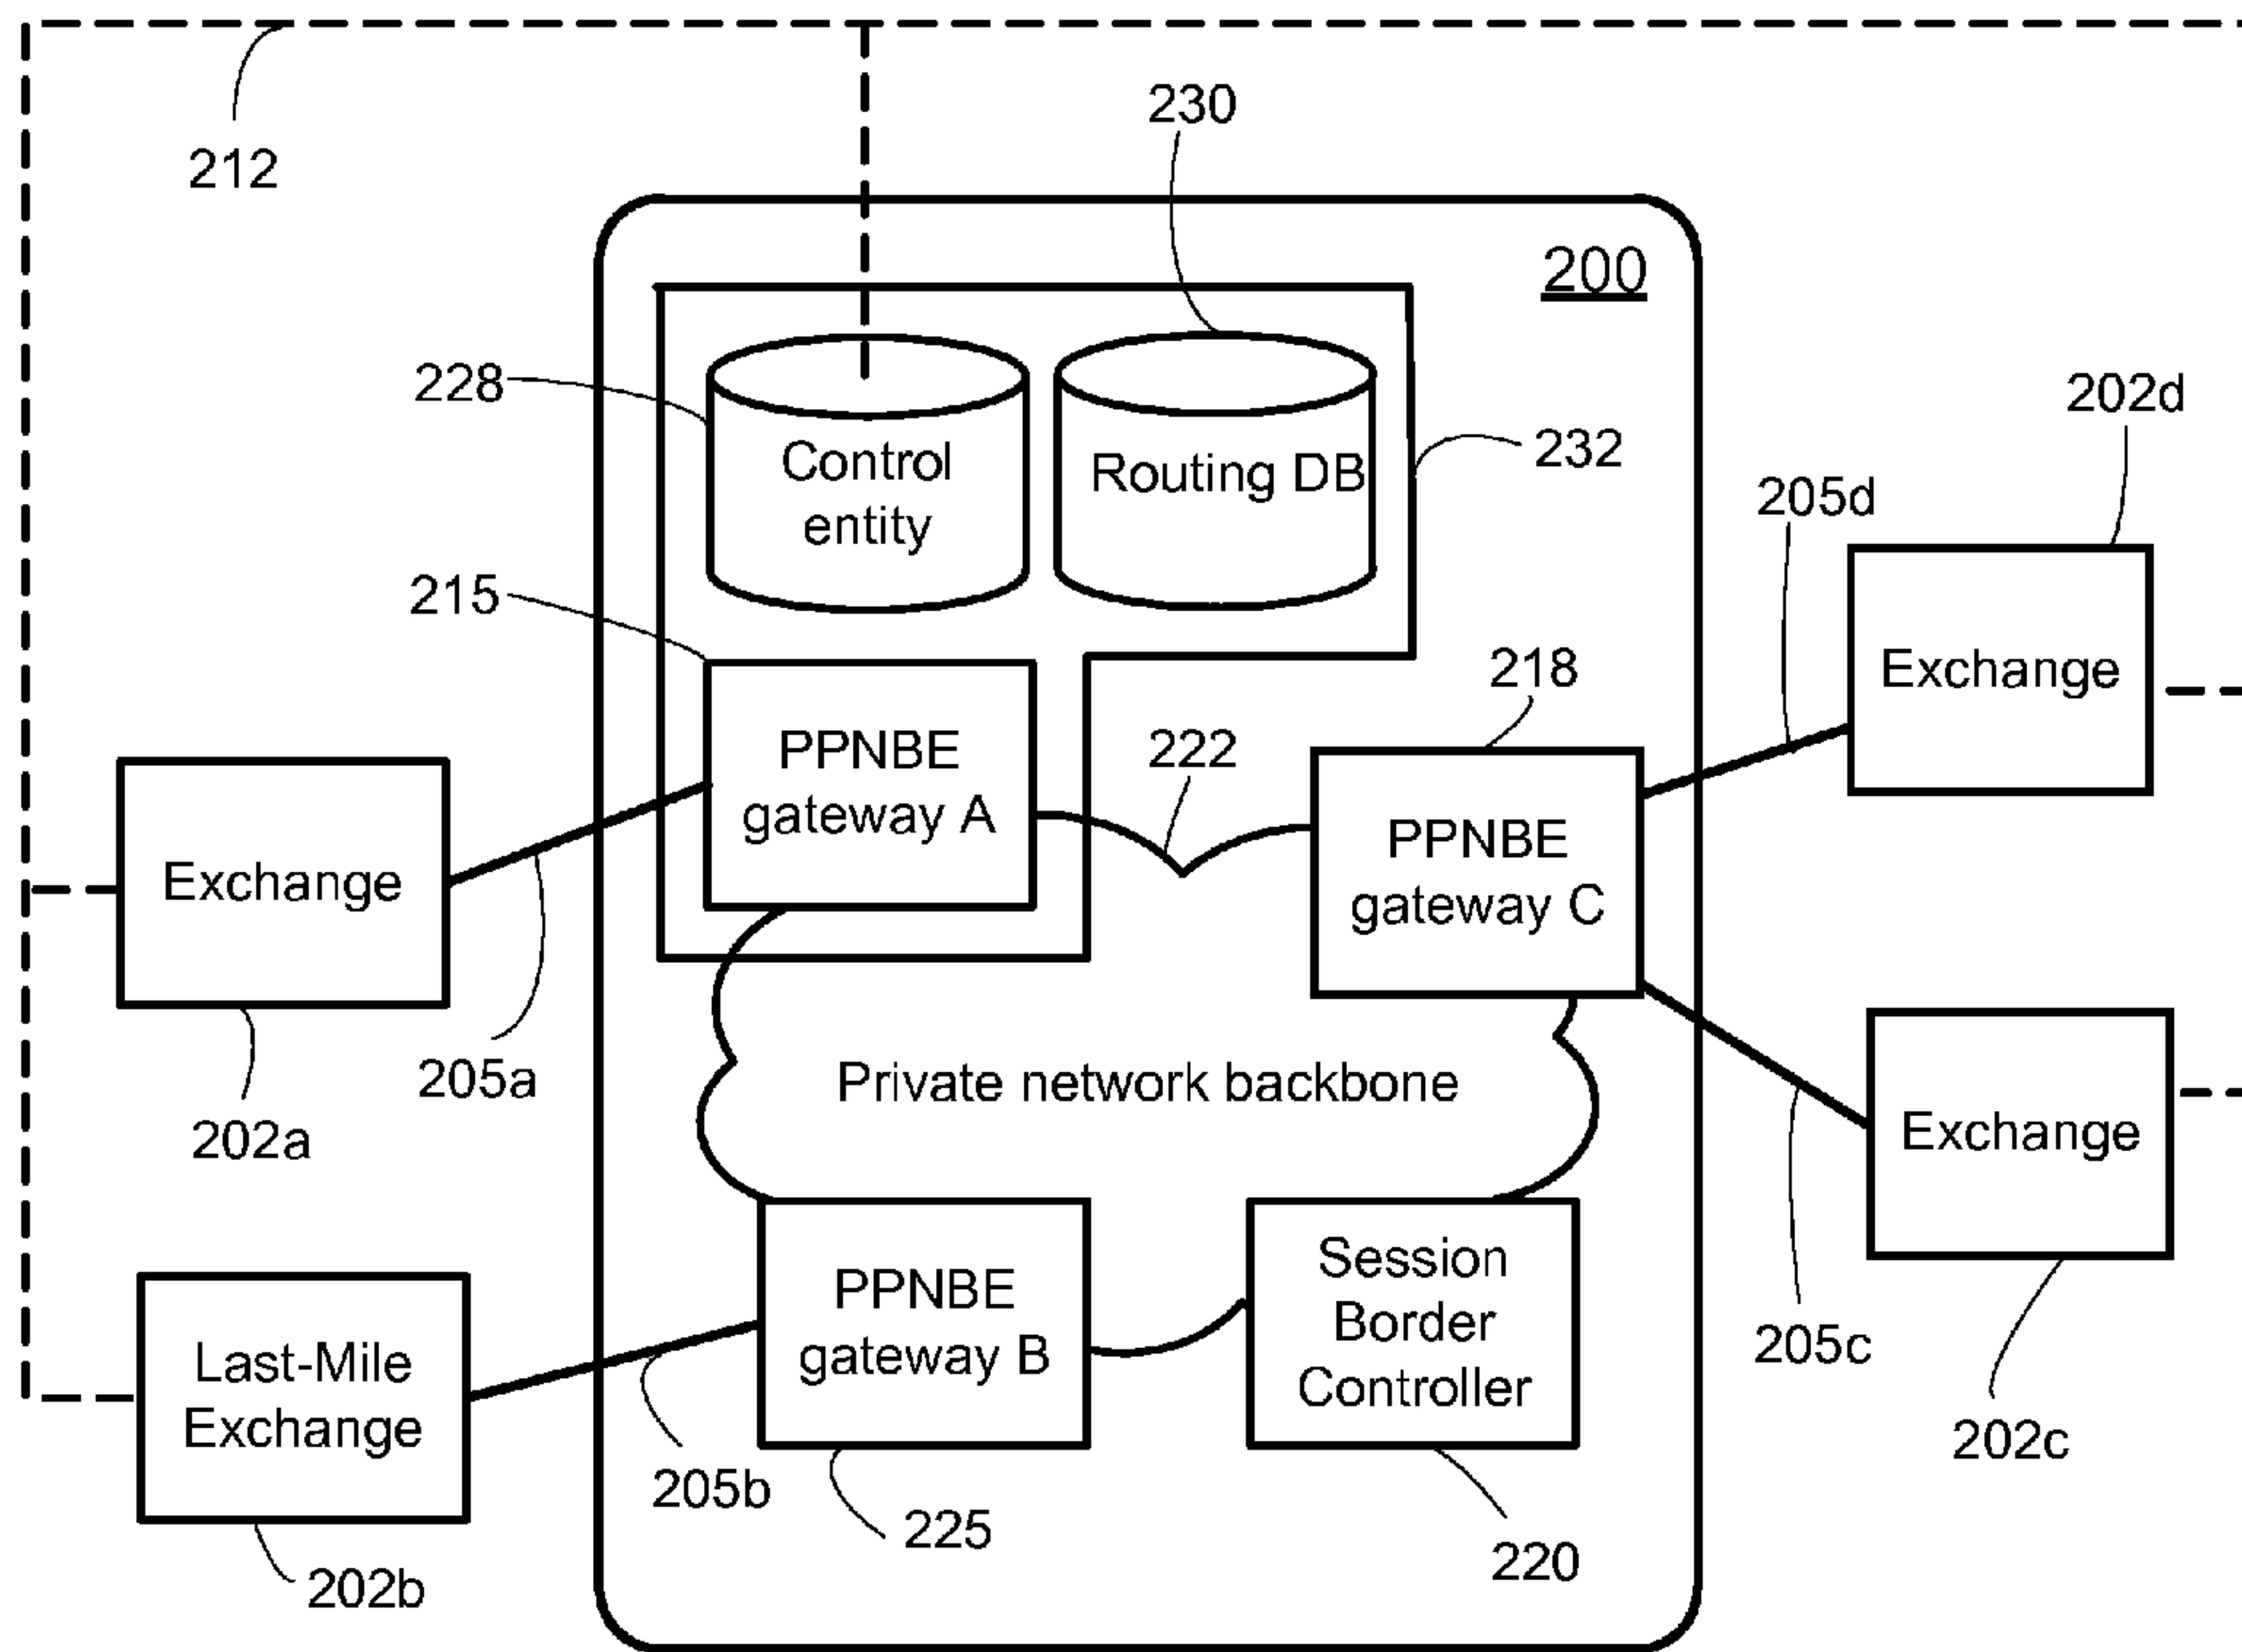 212
230
200
228
Control
entity
Routing DB
232
202d
205d
215
Exchange
218
PPNBE
gateway A
222
PPNBE
gateway C
Exchange
205a
202a
Private network backbone
Exchange
Last-Mile
Exchange
PPNBE
gateway B
Session
Border
Controller
205c
202c
205b
225
220
202b